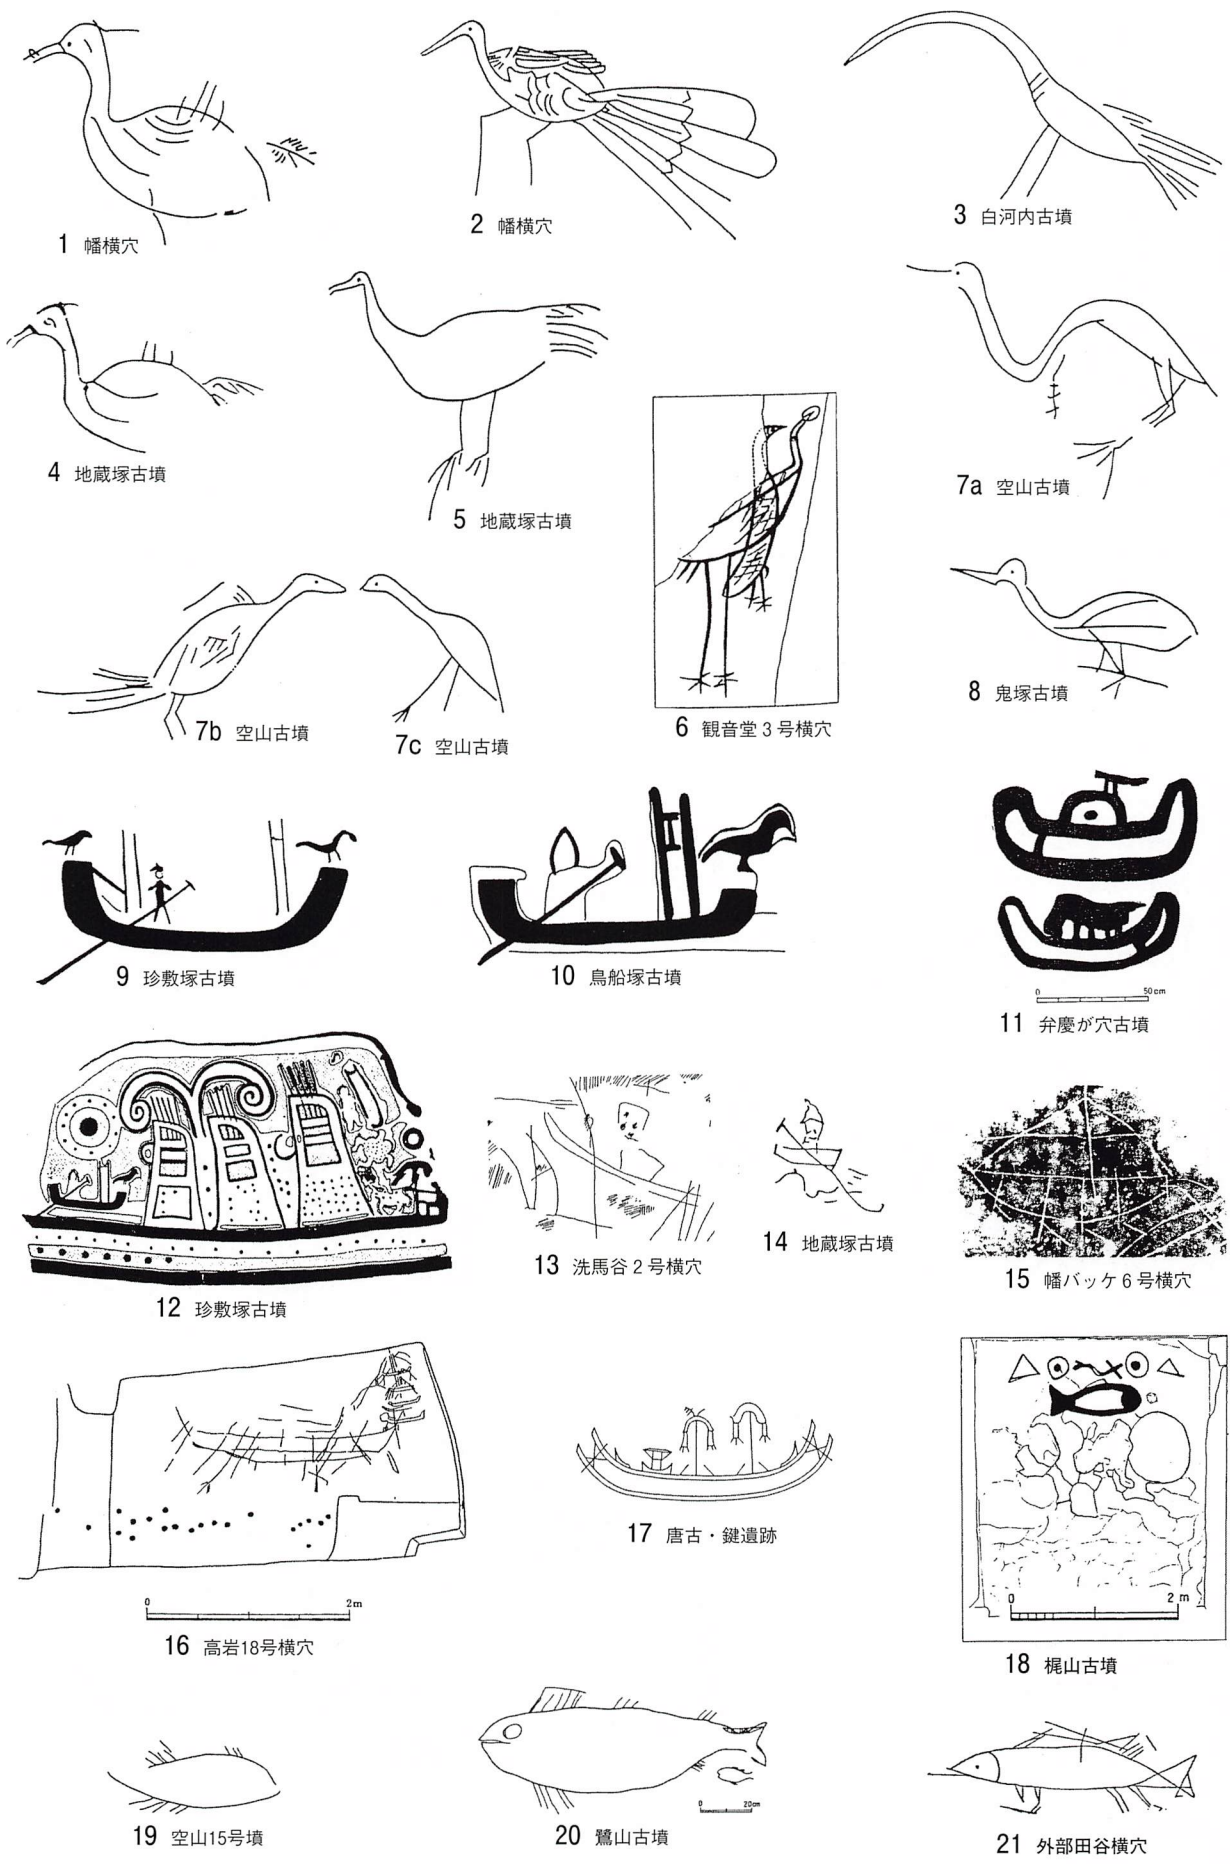 1 幡横穴
2 幡横穴
3 白河内古墳
4 地蔵塚古墳
5 地蔵塚古墳
6 観音堂3号横穴
7a 空山古墳
7b 空山古墳
7c 空山古墳
8 鬼塚古墳
9 珍敷塚古墳
10 鳥船塚古墳
0 50cm
11 弁慶が穴古墳
12 珍敷塚古墳
13 洗馬谷2号横穴
14 地蔵塚古墳
15 幡バッケ6号横穴
0 2m
16 高岩18号横穴
17 唐古・鍵遺跡
0 2m
18 梶山古墳
19 空山15号墳
0 20cm
20 鷺山古墳
21 外部田谷横穴